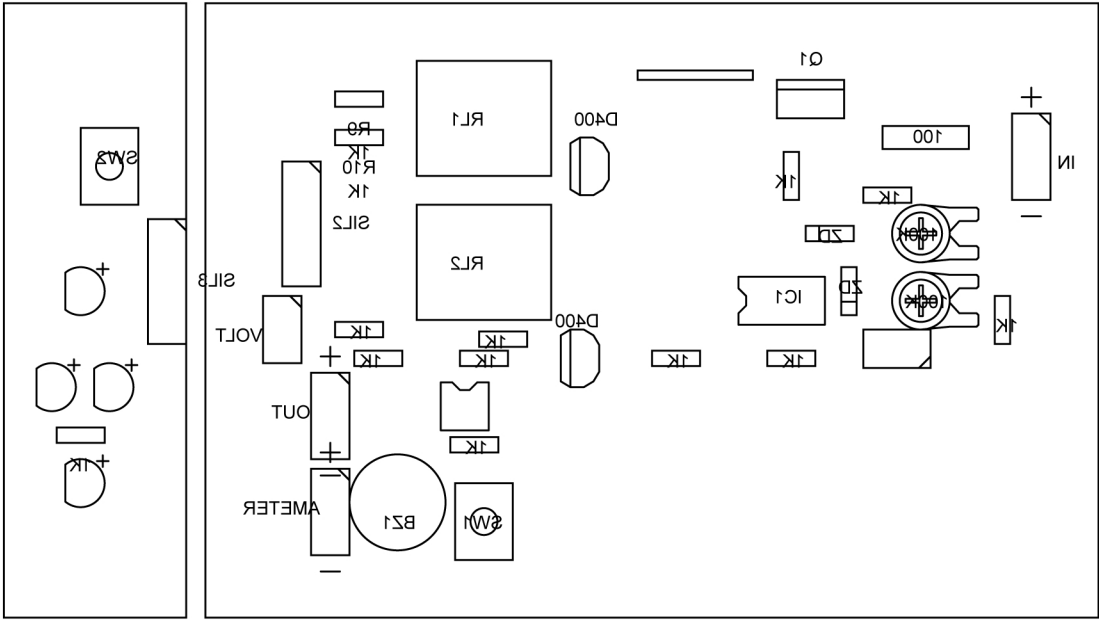 Q1
+
RL1
D400
R9
100
SW2
1K
IN
R10
1K
1K
1K
−
SIL2
ZD
100K
RL2
+
SIL3
ZD
IC1
100K
D400
1K
VOLT
1K
1K
+
1K
1K
1K
1K
+
+
OUT
1K
+
−
+
1K
AMETER
BZ1
SW1
−